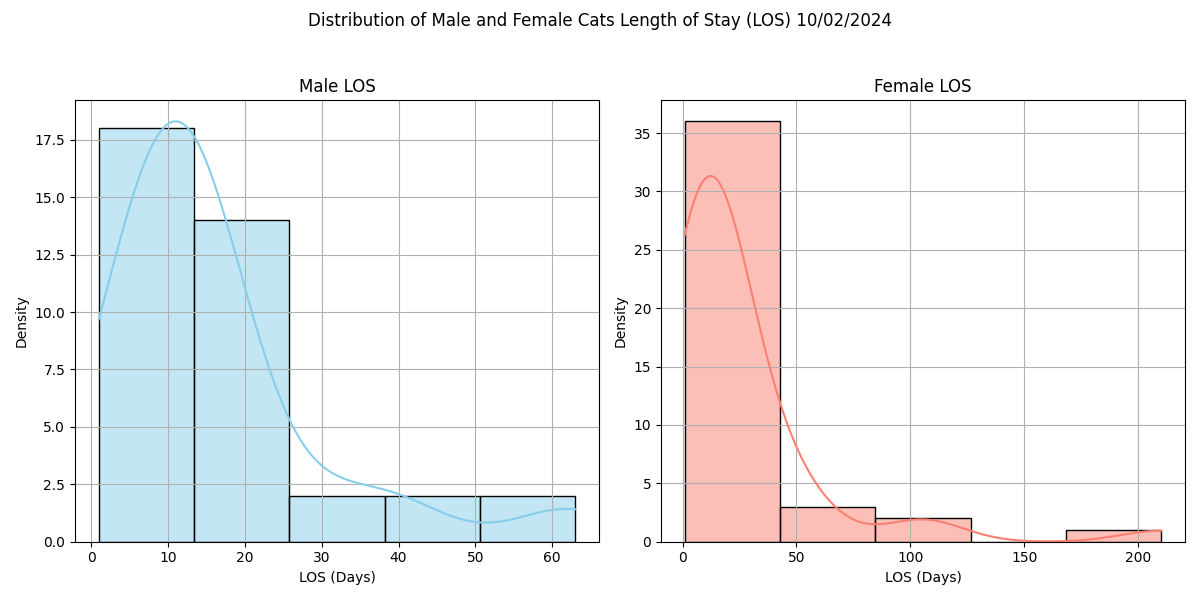 Distribution of Male and Female Cats Length of Stay (LOS) 10/02/2024
Male LOS
Density
17.5
15.0
12.5
10.0
7.5
5.0
2.5
0.0
0 10 20 30 40 50 60
LOS (Days)
Female LOS
Density
35
30
25
20
15
10
5
0
0 50 100 150 200
LOS (Days)